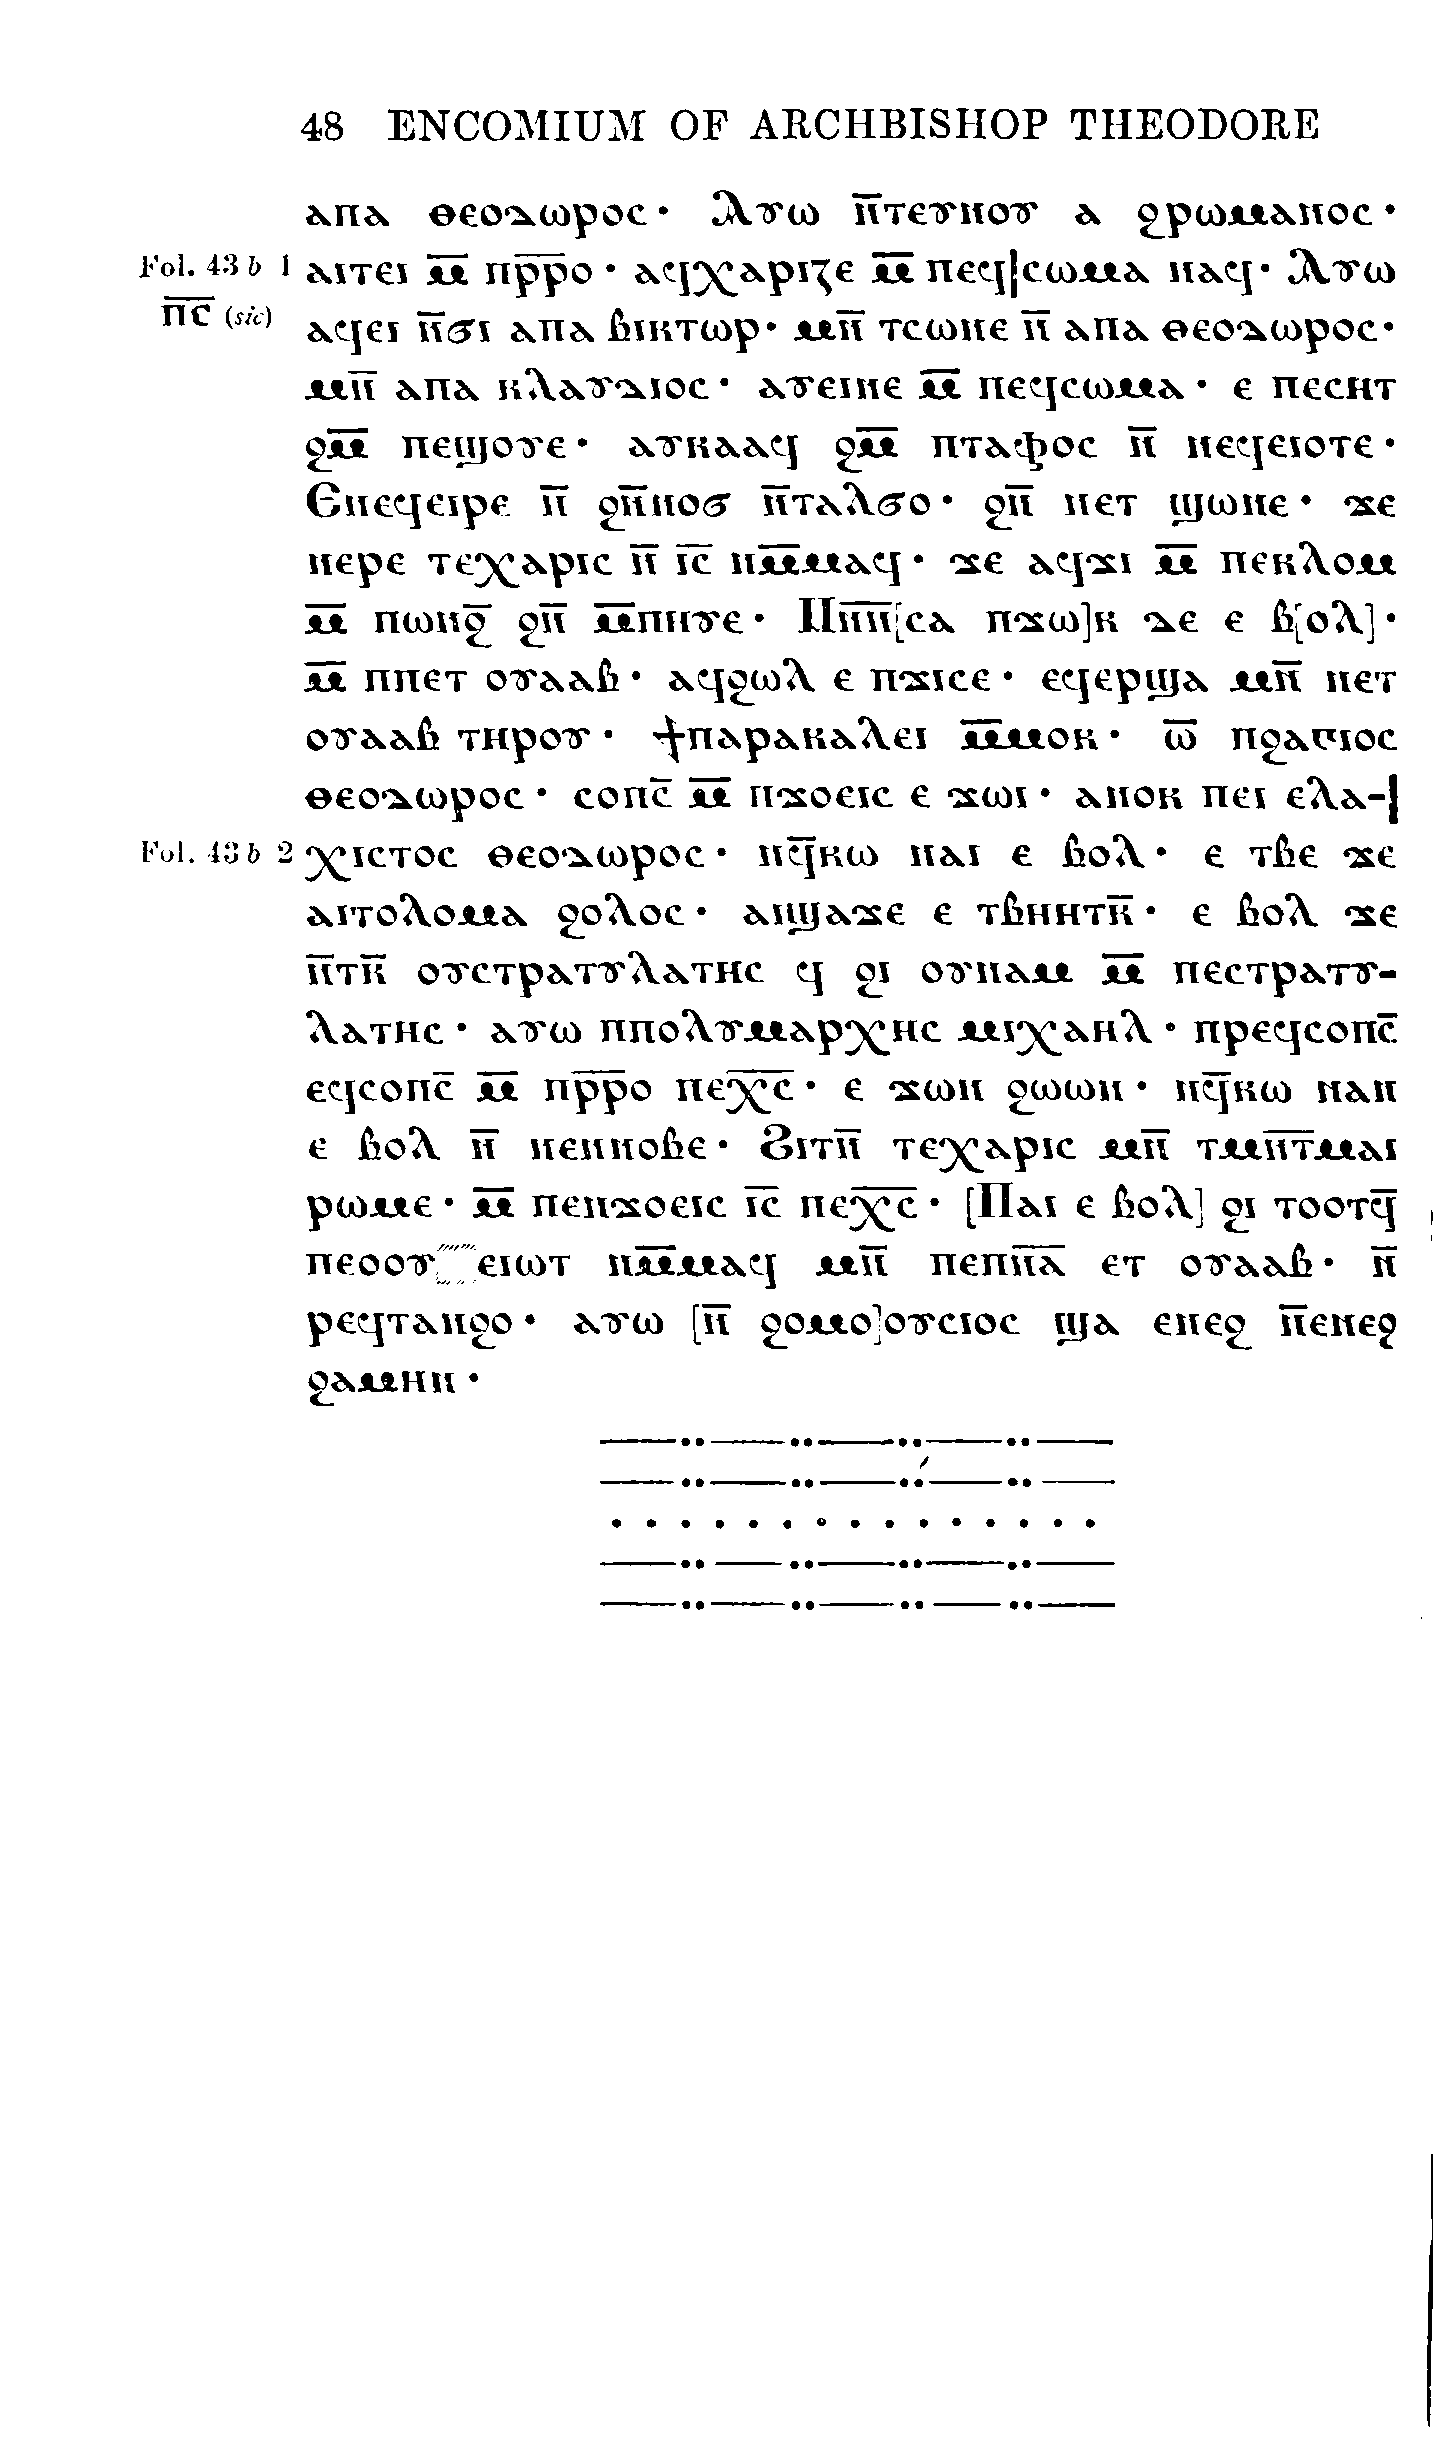 48 ENCOMIUM OF ARCHBISHOP THEODORE
ⲁⲡⲁ ⲑⲉⲟⲇⲱⲣⲟⲥ· Ⲁⲩⲱ ⲛ̅ⲧⲉⲩⲛⲟⲩ ⲁ ϩⲣⲱⲙⲁⲛⲟⲥ·
Fol. 43 b 1 ⲁⲓⲧⲉⲓ ⲙ̅ ⲡⲣ̅ⲣ̅ⲟ · ⲁϥⲭⲁⲣⲓⲍⲉ ⲙ̅ ⲡⲉϥ|ⲥⲱⲙⲁ ⲛⲁϥ· Ⲁⲩⲱ
ⲡ̅ⲥ̅ (sic) ⲁϥⲉⲓ ⲛ̅ϭⲓ ⲁⲡⲁ ⲃⲓⲕⲧⲱⲣ· ⲙⲛ̅ ⲧⲥⲱⲛⲉ ⲛ̅ ⲁⲡⲁ ⲑⲉⲟⲇⲱⲣⲟⲥ·
ⲙⲛ̅ ⲁⲡⲁ ⲕⲗⲁⲩⲇⲓⲟⲥ· ⲁⲩⲉⲓⲛⲉ ⲙ̅ ⲡⲉϥⲥⲱⲙⲁ· ⲉ ⲡⲉⲥⲏⲧ
ϩⲙ̅ ⲡⲉϣⲟⲩⲉ· ⲁⲩⲕⲁⲁϥ ϩⲙ̅ ⲡⲧⲁⲫⲟⲥ ⲛ̅ ⲛⲉϥⲉⲓⲟⲧⲉ·
Ⲉⲛⲉϥⲉⲓⲣⲉ ⲛ̅ ϩⲛ̅ⲛⲟϭ ⲛ̅ⲧⲁⲗϭⲟ· ϩⲛ̅ ⲛⲉⲧ ϣⲱⲛⲉ· ϫⲉ
ⲛⲉⲣⲉ ⲧⲉⲭⲁⲣⲓⲥ ⲛ̅ ⲓ̅ⲥ̅ ⲛⲙ̅ⲙⲁϥ· ϫⲉ ⲁϥϫⲓ ⲙ̅ ⲡⲉⲕⲗⲟⲙ
ⲙ̅ ⲡⲱⲛϩ̅ ϩⲛ̅ ⲙ̅ⲡⲏⲩⲉ· Ⲙⲛ̅ⲛ̅[ⲥⲁ ⲡϫⲱ]ⲕ ⲇⲉ ⲉ ⲃ[ⲟⲗ]·
ⲙ̅ ⲡⲡⲉⲧ ⲟⲩⲁⲁⲃ· ⲁϥϩⲱⲗ ⲉ ⲡϫⲓⲥⲉ· ⲉϥⲉⲣϣⲁ ⲙⲛ̅ ⲛⲉⲧ
ⲟⲩⲁⲁⲃ ⲧⲏⲣⲟⲩ· ϯⲡⲁⲣⲁⲕⲁⲗⲉⲓ ⲙ̅ⲙⲟⲕ· ⲱ̅ ⲡϩⲁⲅⲓⲟⲥ
ⲑⲉⲟⲇⲱⲣⲟⲥ· ⲥⲟⲡⲥ̅ ⲙ̅ ⲡϫⲟⲉⲓⲥ ⲉ ϫⲱⲓ· ⲁⲛⲟⲕ ⲡⲉⲓ ⲉⲗⲁ-|
Fol. 43 b 2 ⲭⲓⲥⲧⲟⲥ ⲑⲉⲟⲇⲱⲣⲟⲥ· ⲛϥ̅ⲕⲱ ⲛⲁⲓ ⲉ ⲃⲟⲗ· ⲉ ⲧⲃⲉ ϫⲉ
ⲁⲓⲧⲟⲗⲟⲙⲁ ϩⲟⲗⲟⲥ· ⲁⲓϣⲁϫⲉ ⲉ ⲧⲃⲏⲏⲧⲕ̅· ⲉ ⲃⲟⲗ ϫⲉ
ⲛ̅ⲧⲕ̅ ⲟⲩⲥⲧⲣⲁⲧⲩⲗⲁⲧⲏⲥ ϥ ϩⲓ ⲟⲩⲛⲁⲙ ⲙ̅ ⲡⲉⲥⲧⲣⲁⲧⲩ-
ⲗⲁⲧⲏⲥ· ⲁⲩⲱ ⲡⲡⲟⲗⲩⲙⲁⲣⲭⲏⲥ ⲙⲓⲭⲁⲏⲗ· ⲡⲣⲉϥⲥⲟⲡⲥ̅
ⲉϥⲥⲟⲡⲥ̅ ⲙ̅ ⲡⲣ̅ⲣ̅ⲟ ⲡⲉⲭ̅ⲥ̅· ⲉ ϫⲱⲛ ϩⲱⲱⲛ· ⲛϥ̅ⲕⲱ ⲛⲁⲛ
ⲉ ⲃⲟⲗ ⲛ̅ ⲛⲉⲛⲛⲟⲃⲉ· Ϩⲓⲧⲛ̅ ⲧⲉⲭⲁⲣⲓⲥ ⲙⲛ̅ ⲧⲙⲛ̅ⲧ̅ⲙⲁⲓ
ⲣⲱⲙⲉ· ⲙ̅ ⲡⲉⲛϫⲟⲉⲓⲥ ⲓ̅ⲥ̅ ⲡⲉⲭ̅ⲥ̅· [Ⲡⲁⲓ ⲉ ⲃⲟⲗ] ϩⲓ ⲧⲟⲟⲧϥ̅
ⲡⲉⲟⲟⲩ ⲉⲓⲱⲧ ⲛⲙ̅ⲙⲁϥ ⲙⲛ̅ ⲡⲉⲡⲛ̅ⲁ̅ ⲉⲧ ⲟⲩⲁⲁⲃ· ⲛ̅
ⲣⲉϥⲧⲁⲛϩⲟ· ⲁⲩⲱ [ⲛ̅ ϩⲟⲙⲟ]ⲟⲩⲥⲓⲟⲥ ϣⲁ ⲉⲛⲉϩ ⲛ̅ⲉⲛⲉϩ
ϩⲁⲙⲏⲛ·